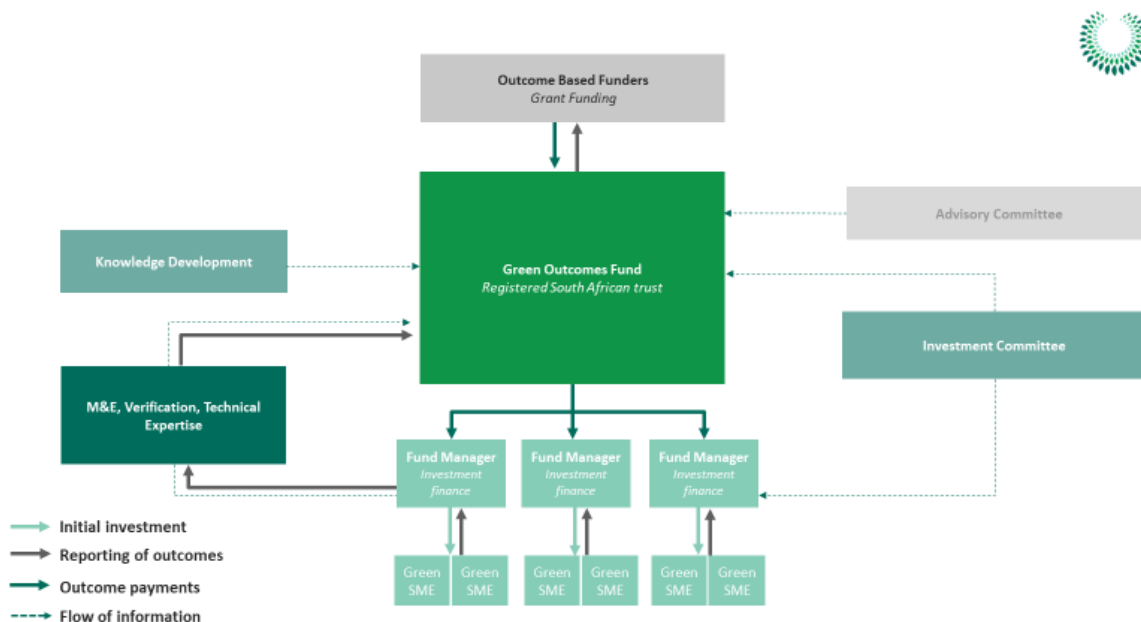 Outcome Based Funders
Grant Funding
Advisory Committee
Knowledge Development
Green Outcomes Fund
Registered South African trust
Investment Committee
M&E, Verification, Technical
Expertise
Fund Manager
Investment
finance
Fund Manager
Investment
finance
Fund Manager
Investment
finance
Green
SME
Green
SME
Green
SME
Green
SME
Green
SME
Green
SME
Initial investment
Reporting of outcomes
Outcome payments
Flow of information